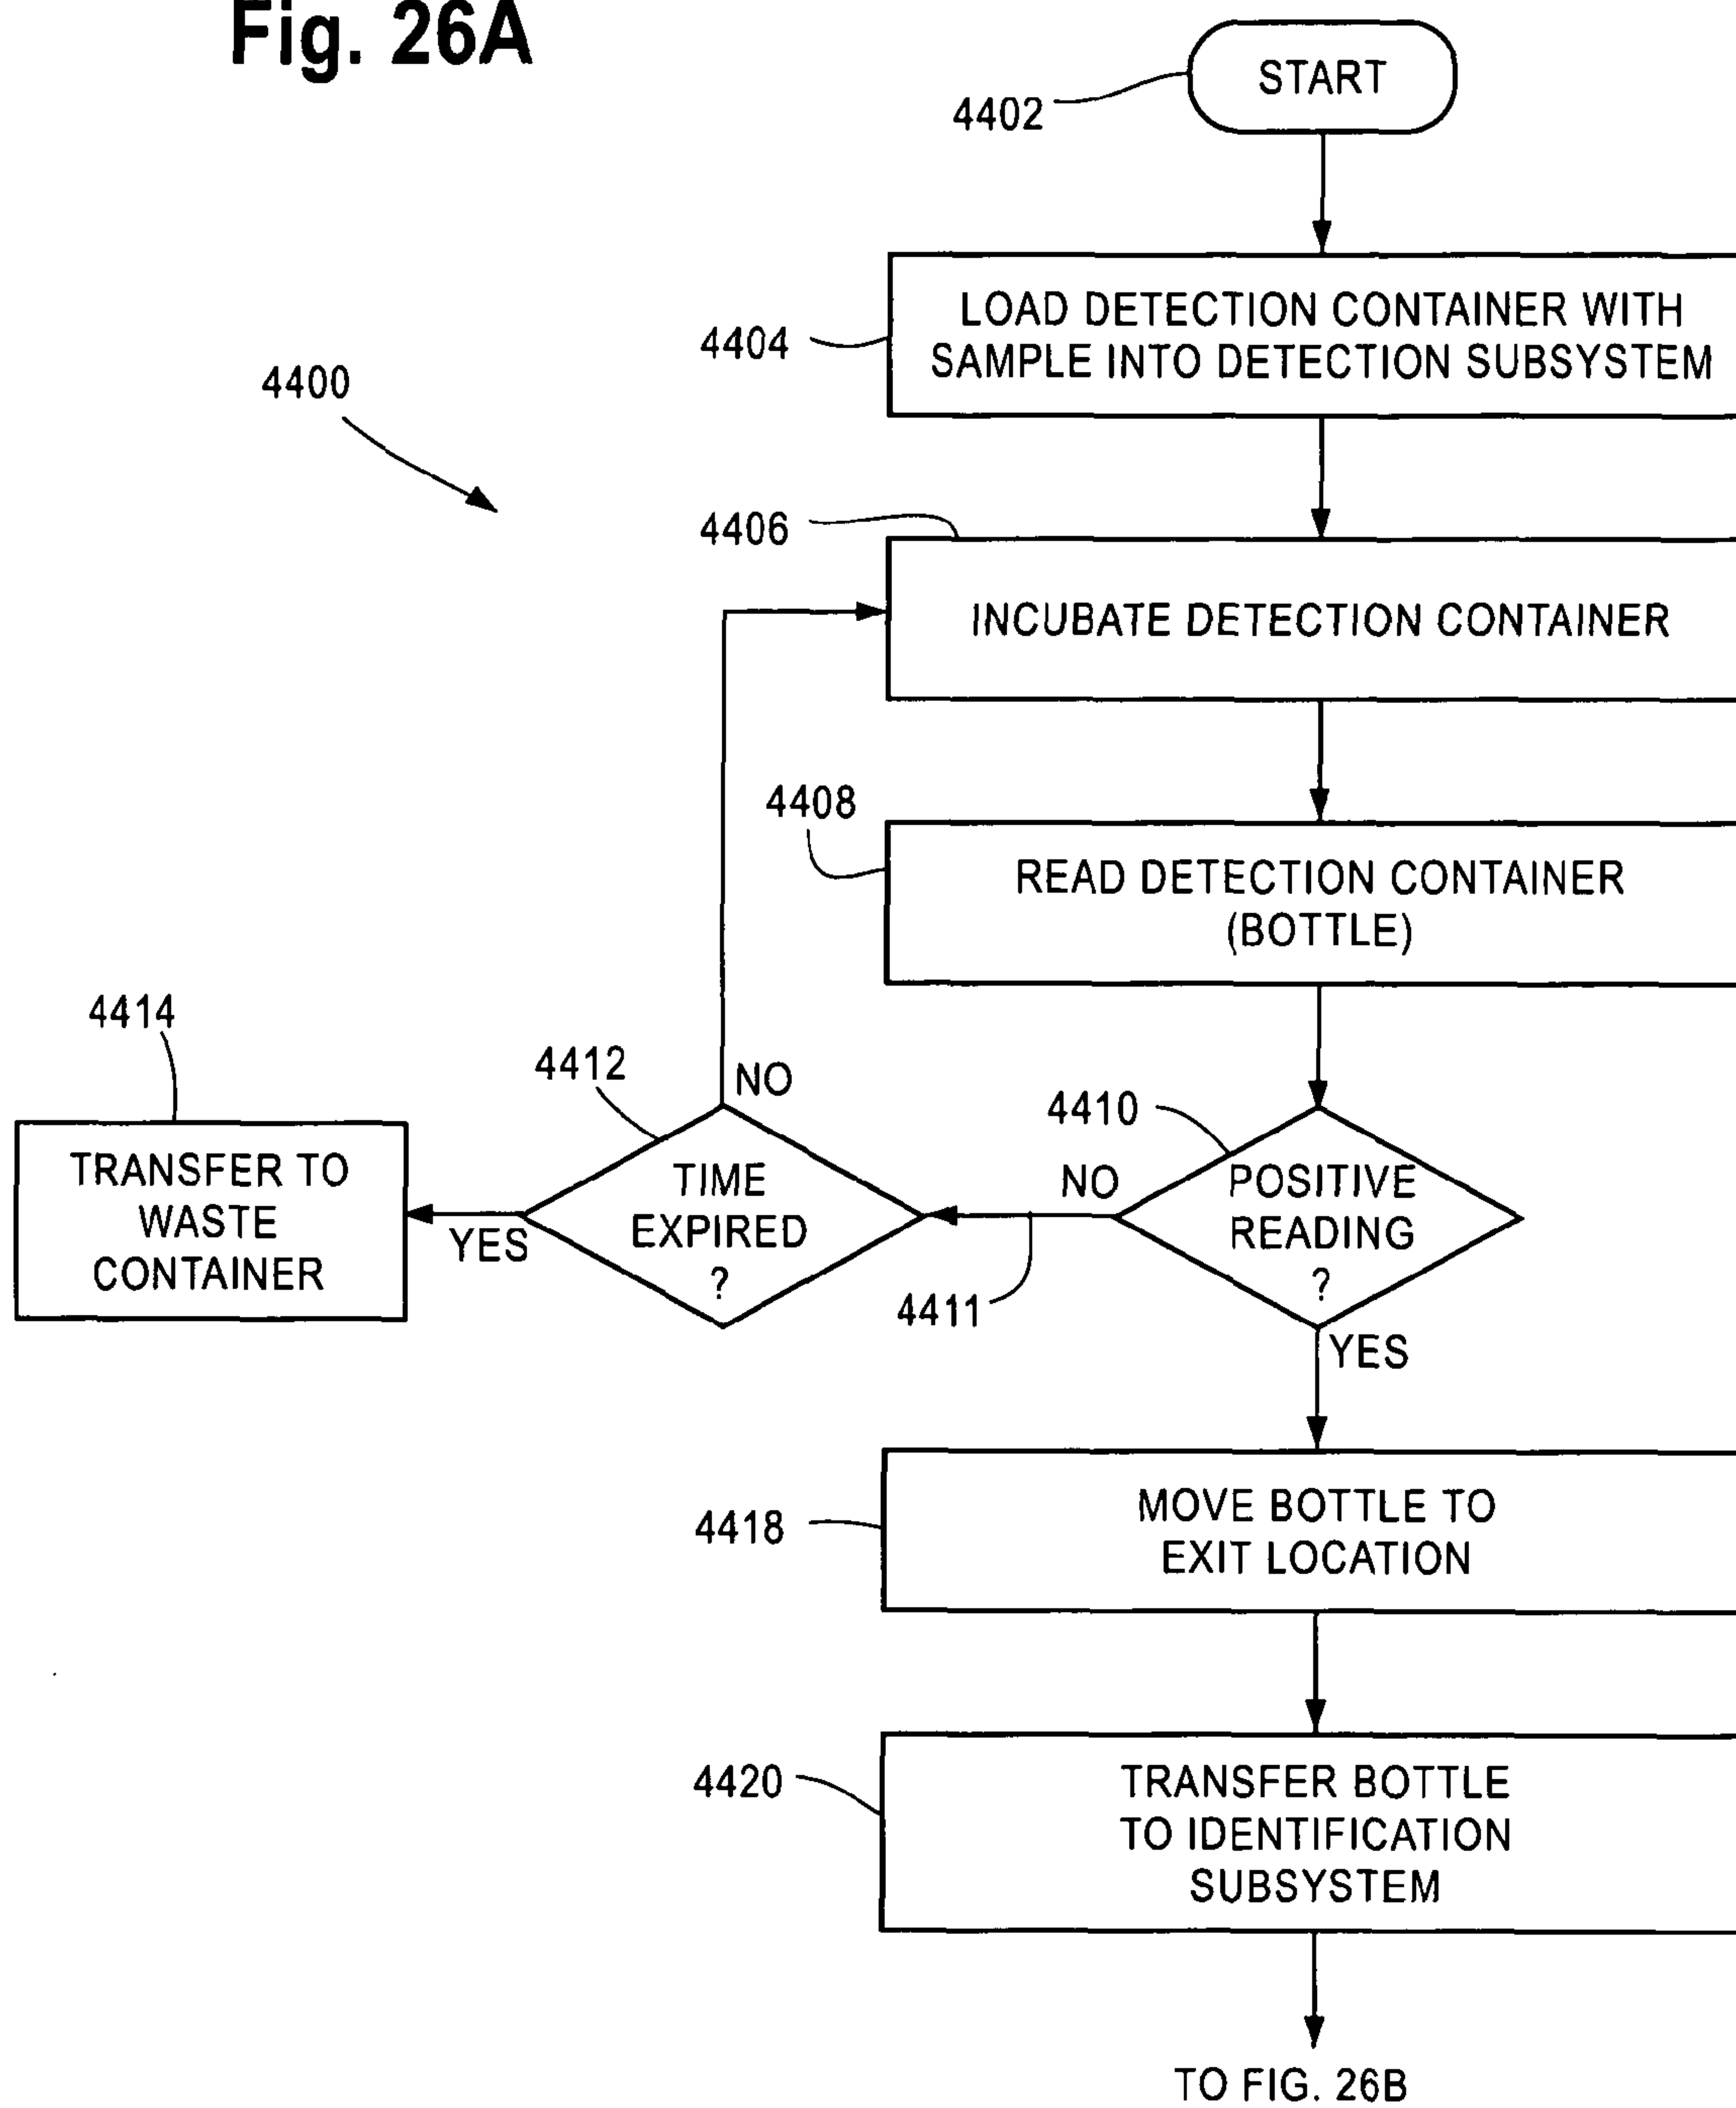 Fig. 26A
START
4402
LOAD DETECTION CONTAINER WITH
SAMPLE INTO DETECTION SUBSYSTEM
4404
4400
4406
INCUBATE DETECTION CONTAINER
4408
READ DETECTION CONTAINER
(BOTTLE)
4414
4412
NO
4410
TRANSFER TO
WASTE
CONTAINER
YES
TIME
EXPIRED
?
NO
4411
POSITIVE
READING
?
YES
4418
MOVE BOTTLE TO
EXIT LOCATION
4420
TRANSFER BOTTLE
TO IDENTIFICATION
SUBSYSTEM
TO FIG. 26B